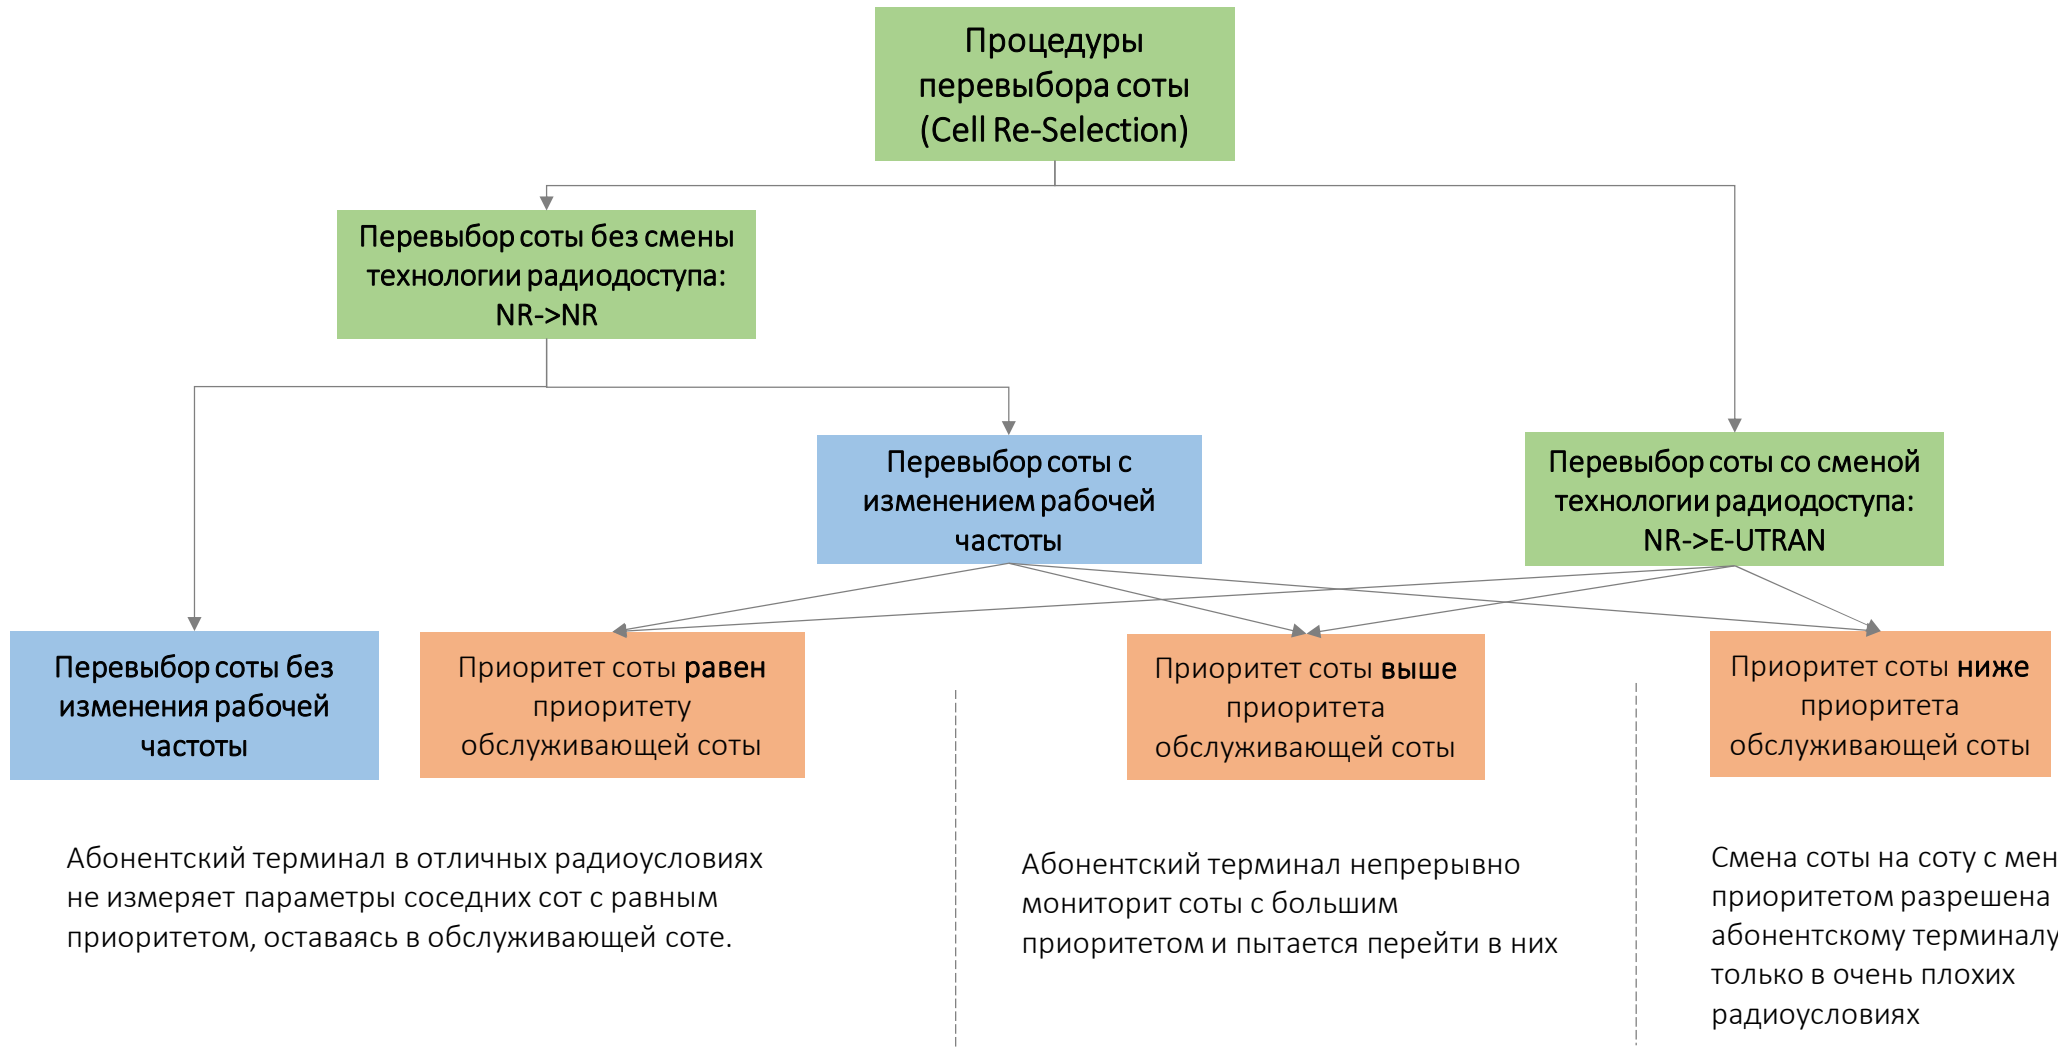 Процедуры
перевыбора соты
(Cell Re-Selection)
Перевыбор соты без смены
технологии радиодоступа:
NR->NR
Перевыбор соты с
изменением рабочей
частоты
Перевыбор соты со сменой
технологии радиодоступа:
NR->E-UTRAN
Перевыбор соты без
изменения рабочей
частоты
Приоритет соты равен
приоритету
обслуживающей соты
Приоритет соты выше
приоритета
обслуживающей соты
Приоритет соты ниже
приоритета
обслуживающей соты
Абонентский терминал в отличных радиоусловиях
не измеряет параметры соседних сот с равным
приоритетом, оставаясь в обслуживающей соте.
Абонентский терминал непрерывно
мониторит соты с большим
приоритетом и пытается перейти в них
Смена соты на соту с мен
приоритетом разрешена
абонентскому терминалу
только в очень плохих
радиоусловиях